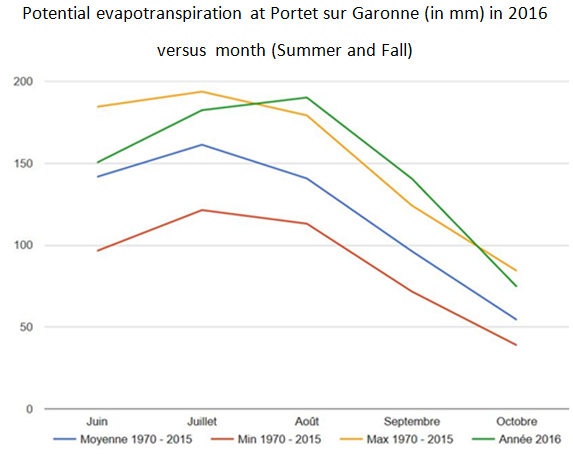 Potential evapotranspiration at Portet sur Garonne (in mm) in 2016
versus month (Summer and Fall)
200
150
100
50
0
Juin Juillet Août Septembre Octobre
Moyenne 1970 - 2015 Min 1970 - 2015 Max 1970 - 2015 Année 2016